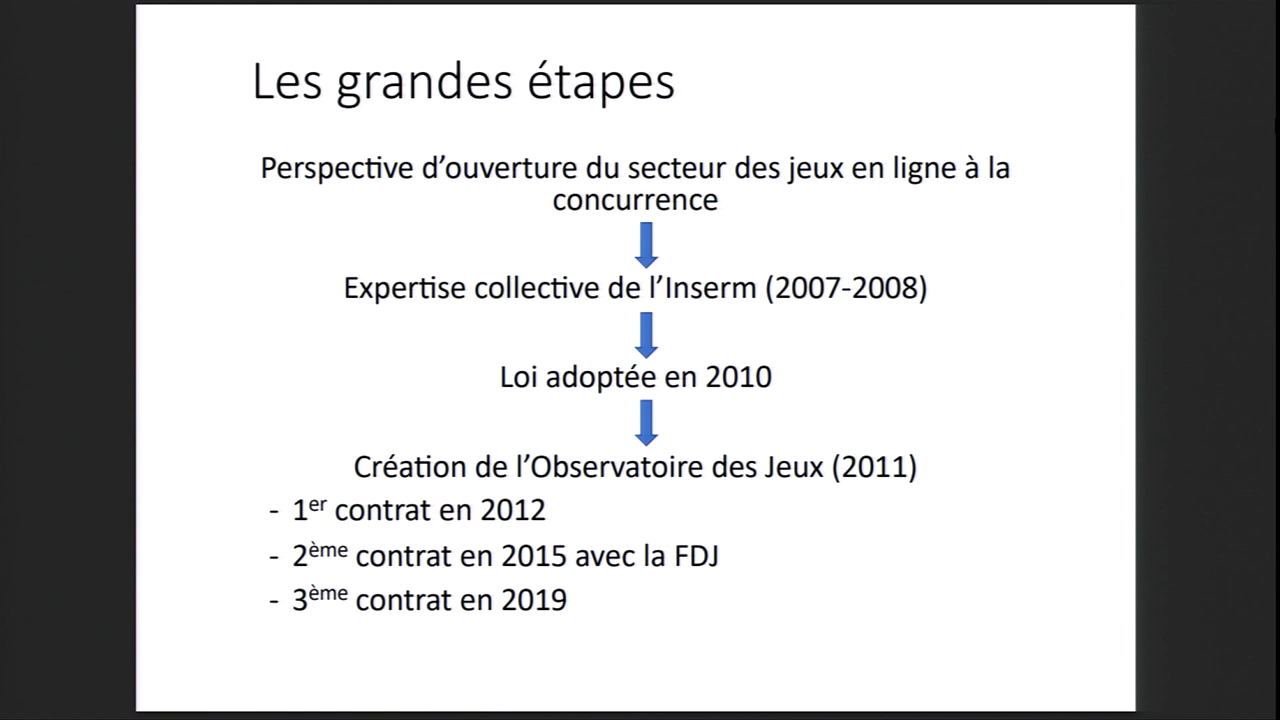 Les grandes étapes
Perspective d’ouverture du secteur des jeux en ligne à la
concurrence
Expertise collective de l’Inserm (2007-2008)
Loi adoptée en 2010
Création de l’Observatoire des Jeux (2011)
- 1er contrat en 2012
- 2ème contrat en 2015 avec la FDJ
- 3ème contrat en 2019